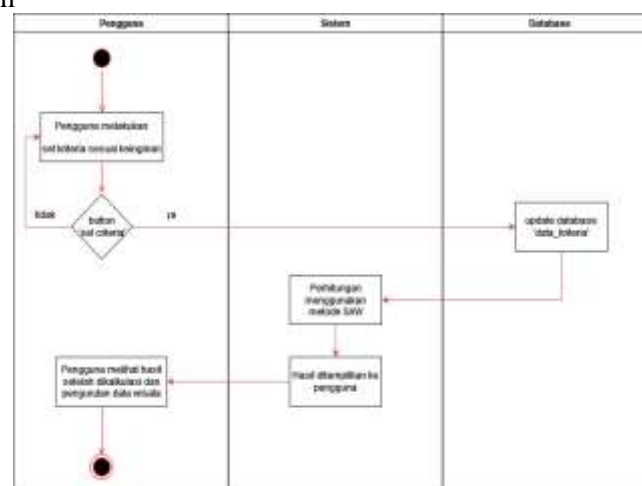 n
Pengguna
Sistem
Database
Pengguna melakukan
set kriteria sesuai keinginan
tidak
button
set criteria
ya
update database
'data_kriteria'
Perhitungan
menggunakan
metode SAW
Pengguna melihat hasil
setelah dikalkulasi dan
data wisata
Hasil ditampilkan ke
pengguna